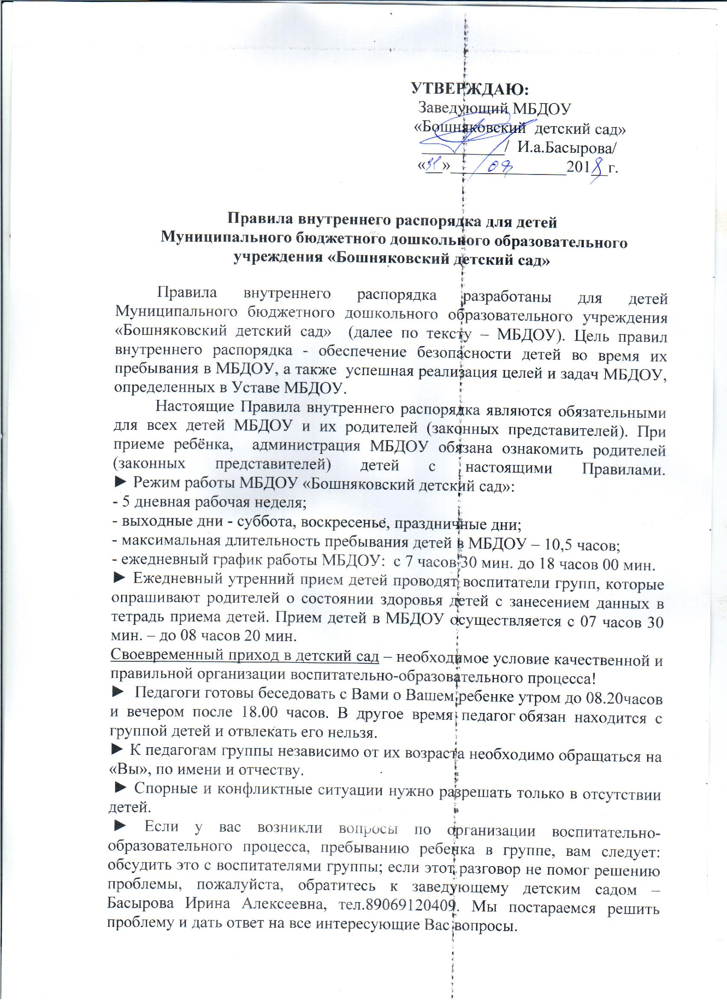 УТВЕРЖДАЮ:
Заведующий МБДОУ
«Бошняковский детский сад»
__________/ И.а.Басырова/
«31»______________2018 г.
Правила внутреннего распорядка для детей
Муниципального бюджетного дошкольного образовательного
учреждения «Бошняковский детский сад»
Правила внутреннего распорядка разработаны для детей
Муниципального бюджетного дошкольного образовательного учреждения
«Бошняковский детский сад» (далее по тексту – МБДОУ). Цель правил
внутреннего распорядка - обеспечение безопасности детей во время их
пребывания в МБДОУ, а также успешная реализация целей и задач МБДОУ,
определенных в Уставе МБДОУ.
Настоящие Правила внутреннего распорядка являются обязательными
для всех детей МБДОУ и их родителей (законных представителей). При
приеме ребёнка, администрация МБДОУ обязана ознакомить родителей
(законных представителей) детей с настоящими Правилами.
► Режим работы МБДОУ «Бошняковский детский сад»:
- 5 дневная рабочая неделя;
- выходные дни - суббота, воскресенье, праздничные дни;
- максимальная длительность пребывания детей в МБДОУ – 10,5 часов;
- ежедневный график работы МБДОУ: с 7 часов 30 мин. до 18 часов 00 мин.
► Ежедневный утренний прием детей проводят воспитатели групп, которые
опрашивают родителей о состоянии здоровья детей с занесением данных в
тетрадь приема детей. Прием детей в МБДОУ осуществляется с 07 часов 30
мин. – до 08 часов 20 мин.
Своевременный приход в детский сад – необходимое условие качественной и
правильной организации воспитательно-образовательного процесса!
► Педагоги готовы беседовать с Вами о Вашем ребенке утром до 08.20часов
и вечером после 18.00 часов. В другое время педагог обязан находится с
группой детей и отвлекать его нельзя.
► К педагогам группы независимо от их возраста необходимо обращаться на
«Вы», по имени и отчеству.
► Спорные и конфликтные ситуации нужно разрешать только в отсутствии
детей.
► Если у вас возникли вопросы по организации воспитательно-
образовательного процесса, пребыванию ребенка в группе, вам следует:
обсудить это с воспитателями группы; если этот разговор не помог решению
проблемы, пожалуйста, обратитесь к заведующему детским садом –
Басырова Ирина Алексеевна, тел.89069120409. Мы постараемся решить
проблему и дать ответ на все интересующие Вас вопросы.